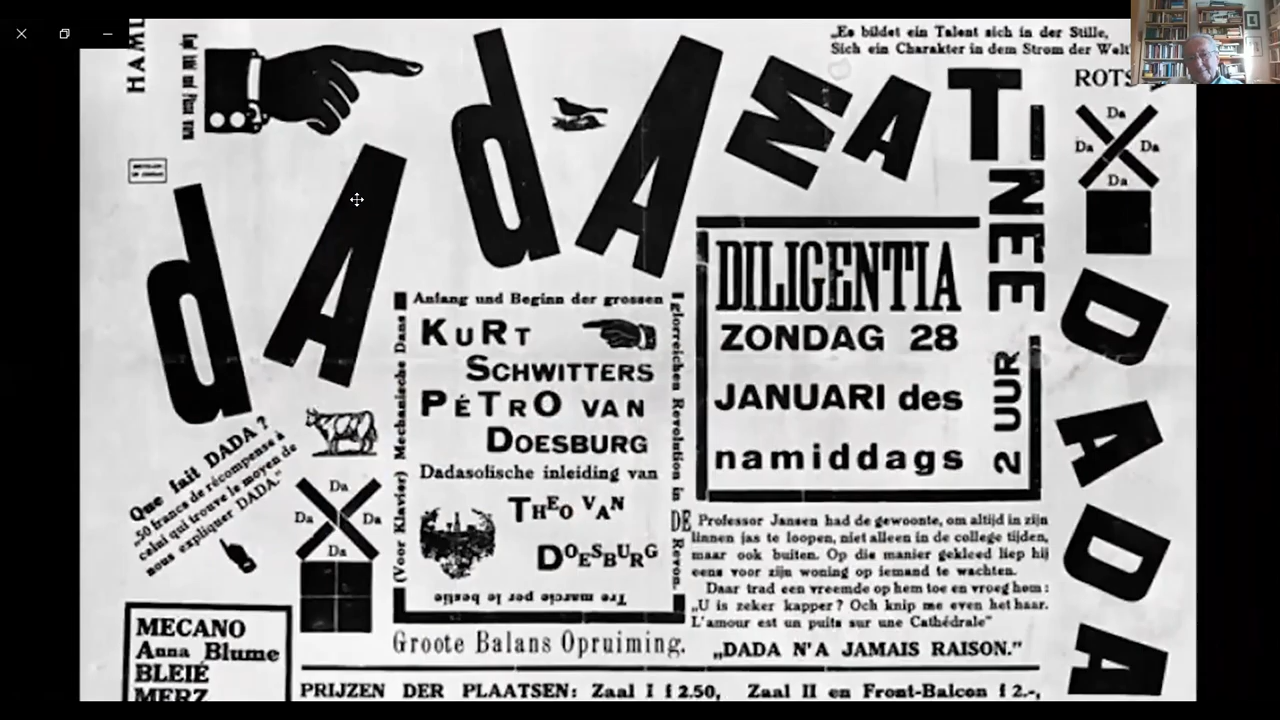 „Es bildet ein Talent sich in der Stille,
Sich ein Charakter in dem Strom der Welt
dA dA MATINEE
ROTS
Da
Da Da
Da
DADA
DILIGENTIA
ZONDAG 28
JANUARI des
namiddags
2 UUR
Anfang und Beginn der grossen
glorreichen Revolution in Revon.
KURT
SCHWITTERS
PÉTRO VAN
DOESBURG
Dadasofische inleiding van
THEO VAN
DOESBURG
Tre marcie per le bestie
(Voor Klavier) Mechanische Dans
Que fait DADA ?
„50 francs de récompense à
celui qui trouve le moyen de
nous expliquer DADA."
Da
Da Da
Da
DE Professor Jansen had de gewoonte, om altijd in zijn
linnen jas te loopen, niet alleen in de college tijden,
maar ook buiten. Op die manier gekleed liep hij
eens voor zijn woning op iemand te wachten.
Daar trad een vreemde op hem toe en vroeg hem:
„U is zeker kapper? Och knip me even het haar.
L'amour est un puits sur une Cathédrale"
„DADA N'A JAMAIS RAISON."
Groote Balans Opruiming.
MECANO
Anna Blume
BLEIÉ
MERZ
PRIJZEN DER PLAATSEN: Zaal I f 2.50, Zaal II en Front-Balcon f 2.-,